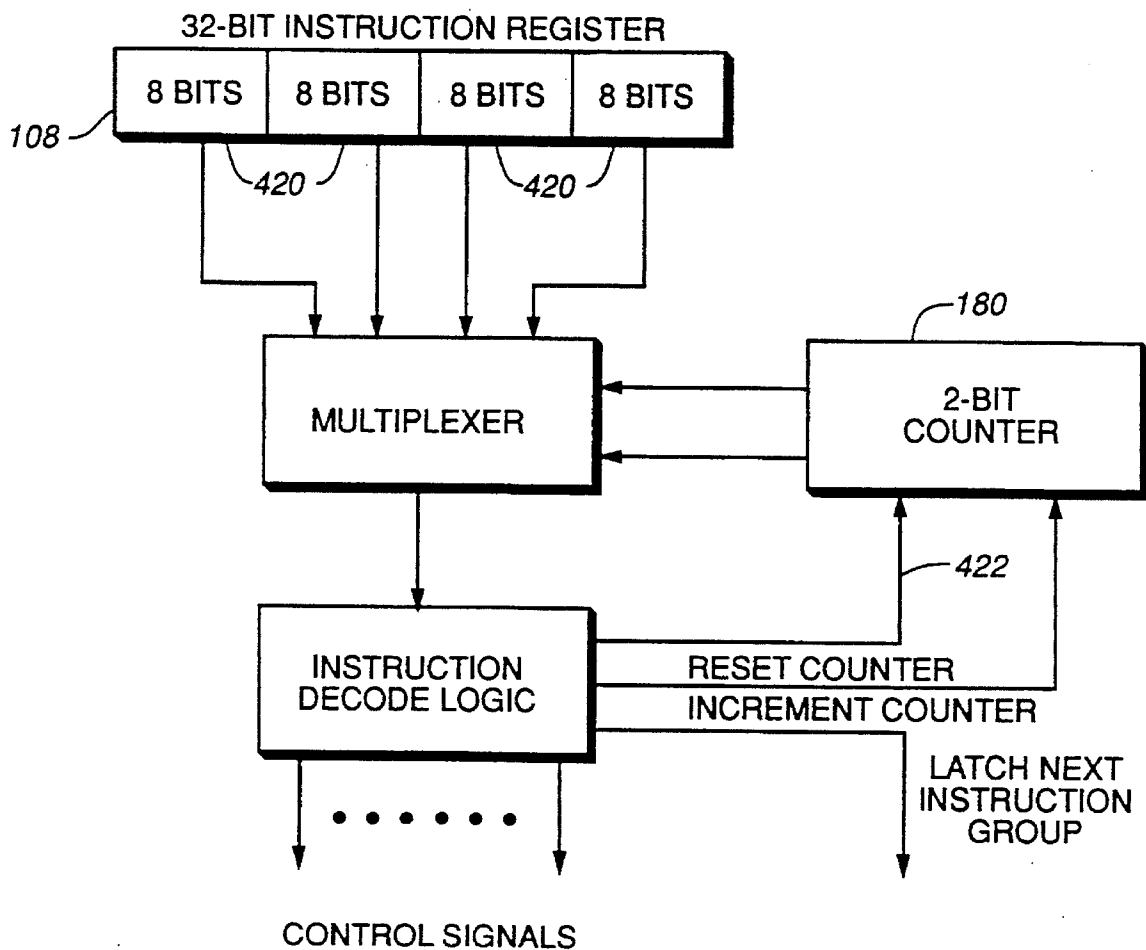 32-BIT INSTRUCTION REGISTER
8 BITS 8 BITS 8 BITS 8 BITS
108
420 420
180
MULTIPLEXER
2-BIT
COUNTER
422
INSTRUCTION
DECODE LOGIC
RESET COUNTER
INCREMENT COUNTER
LATCH NEXT
INSTRUCTION
GROUP
CONTROL SIGNALS